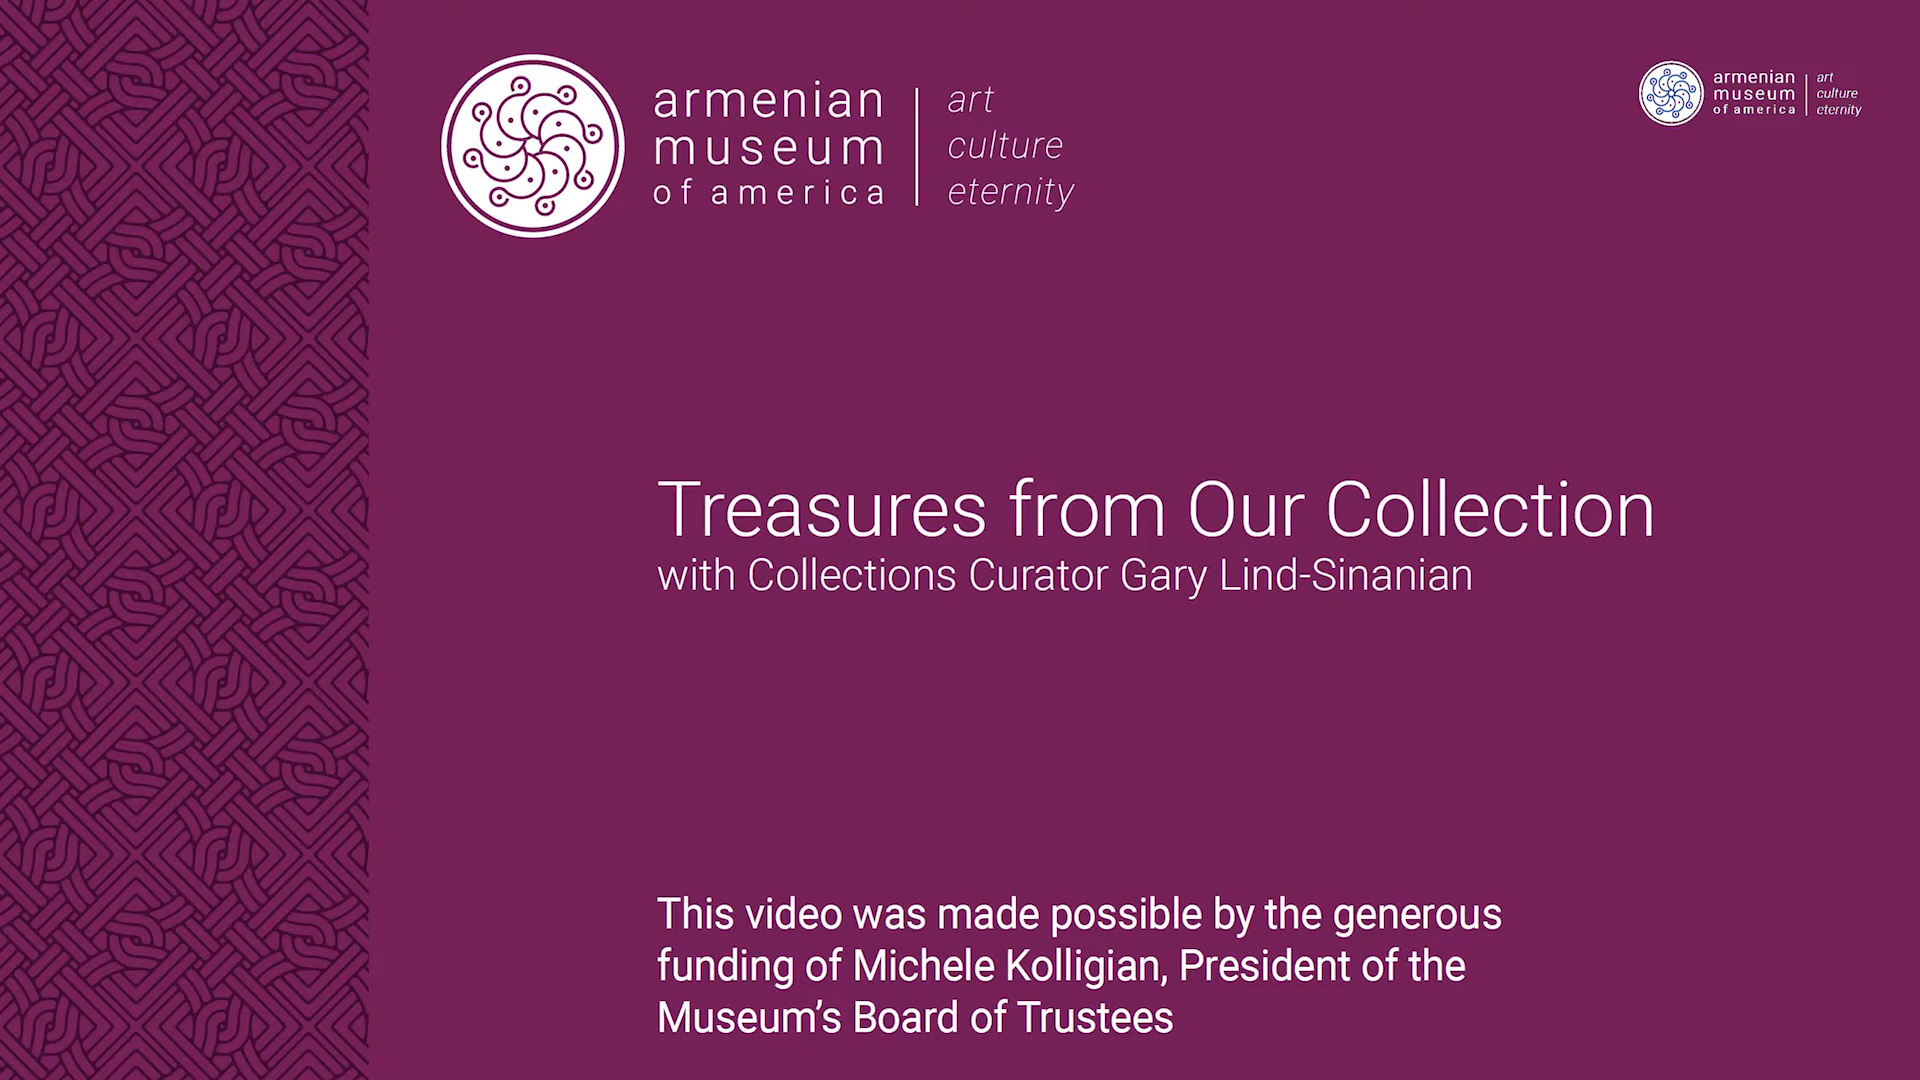 armenian
museum
of america
art
culture
eternity
armenian
museum
of america
art
culture
eternity
Treasures from Our Collection
with Collections Curator Gary Lind-Sinanian
This video was made possible by the generous
funding of Michele Kolligian, President of the
Museum’s Board of Trustees